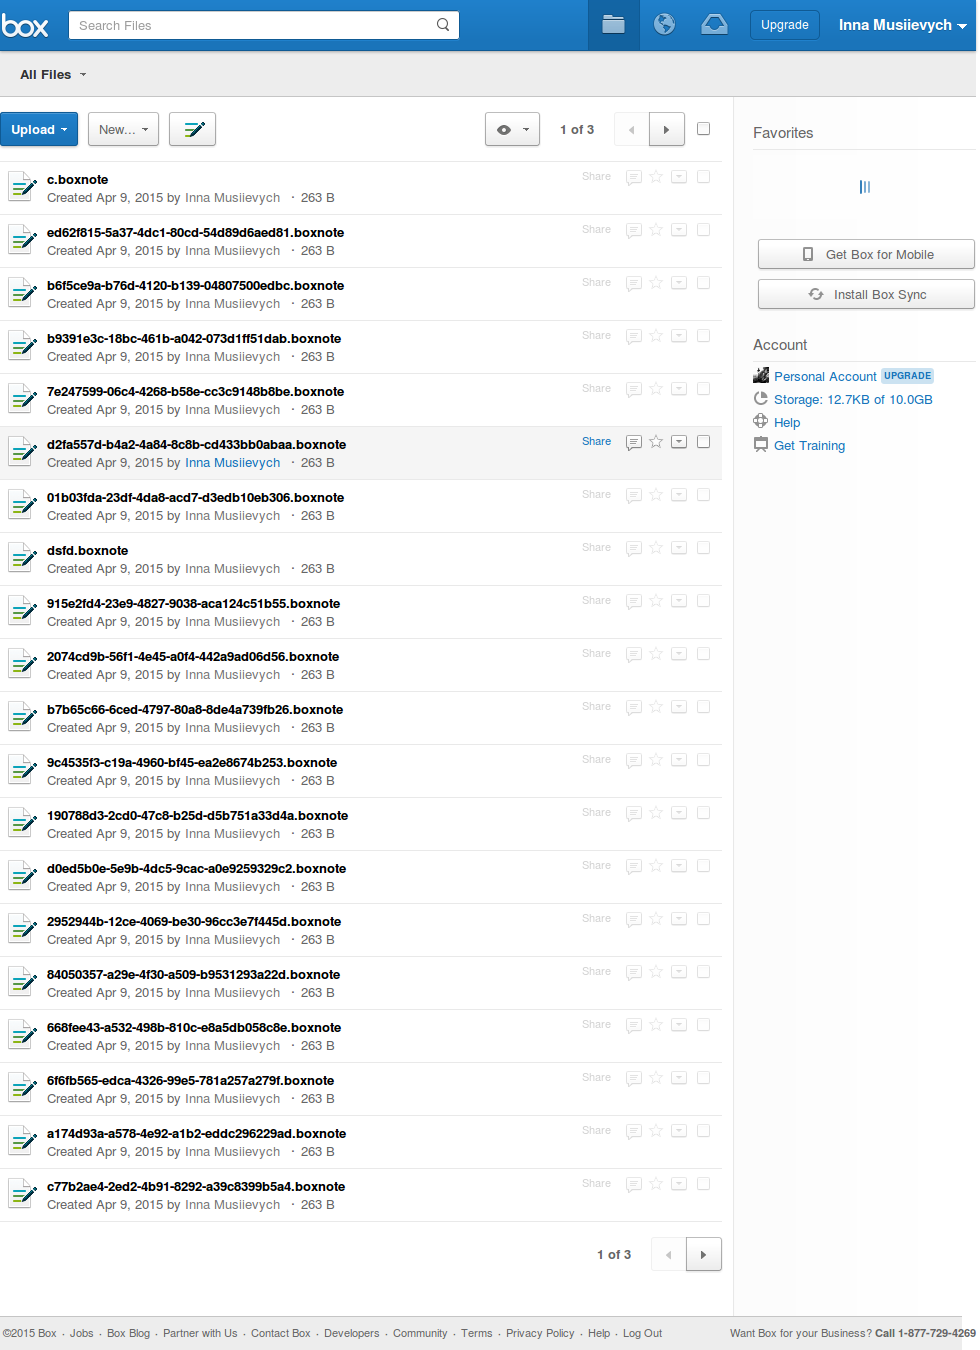 box Search Files Upgrade Inna Musiievych
All Files
Upload New... 1 of 3
Favorites
c.boxnote Share
Created Apr 9, 2015 by Inna Musiievych · 263 B
ed62f815-5a37-4dc1-80cd-54d89d6aed81.boxnote Share
Created Apr 9, 2015 by Inna Musiievych · 263 B
Get Box for Mobile
b6f5ce9a-b76d-4120-b139-04807500edbc.boxnote Share
Created Apr 9, 2015 by Inna Musiievych · 263 B
Install Box Sync
b9391e3c-18bc-461b-a042-073d1ff51dab.boxnote Share
Created Apr 9, 2015 by Inna Musiievych · 263 B
Account
Personal Account UPGRADE
7e247599-06c4-4268-b58e-cc3c9148b8be.boxnote Share
Created Apr 9, 2015 by Inna Musiievych · 263 B
Storage: 12.7KB of 10.0GB
Help
Get Training
d2fa557d-b4a2-4a84-8c8b-cd433bb0abaa.boxnote Share
Created Apr 9, 2015 by Inna Musiievych · 263 B
01b03fda-23df-4da8-acd7-d3edb10eb306.boxnote Share
Created Apr 9, 2015 by Inna Musiievych · 263 B
dsfd.boxnote Share
Created Apr 9, 2015 by Inna Musiievych · 263 B
915e2fd4-23e9-4827-9038-aca124c51b55.boxnote Share
Created Apr 9, 2015 by Inna Musiievych · 263 B
2074cd9b-56f1-4e45-a0f4-442a9ad06d56.boxnote Share
Created Apr 9, 2015 by Inna Musiievych · 263 B
b7b65c66-6ced-4797-80a8-8de4a739fb26.boxnote Share
Created Apr 9, 2015 by Inna Musiievych · 263 B
9c4535f3-c19a-4960-bf45-ea2e8674b253.boxnote Share
Created Apr 9, 2015 by Inna Musiievych · 263 B
190788d3-2cd0-47c8-b25d-d5b751a33d4a.boxnote Share
Created Apr 9, 2015 by Inna Musiievych · 263 B
d0ed5b0e-5e9b-4dc5-9cac-a0e9259329c2.boxnote Share
Created Apr 9, 2015 by Inna Musiievych · 263 B
2952944b-12ce-4069-be30-96cc3e7f445d.boxnote Share
Created Apr 9, 2015 by Inna Musiievych · 263 B
84050357-a29e-4f30-a509-b9531293a22d.boxnote Share
Created Apr 9, 2015 by Inna Musiievych · 263 B
668fee43-a532-498b-810c-e8a5db058c8e.boxnote Share
Created Apr 9, 2015 by Inna Musiievych · 263 B
6f6fb565-edca-4326-99e5-781a257a279f.boxnote Share
Created Apr 9, 2015 by Inna Musiievych · 263 B
a174d93a-a578-4e92-a1b2-eddc296229ad.boxnote Share
Created Apr 9, 2015 by Inna Musiievych · 263 B
c77b2ae4-2ed2-4b91-8292-a39c8399b5a4.boxnote Share
Created Apr 9, 2015 by Inna Musiievych · 263 B
1 of 3
©2015 Box · Jobs · Box Blog · Partner with Us · Contact Box · Developers · Community · Terms · Privacy Policy · Help · Log Out Want Box for your Business? Call 1-877-729-4269